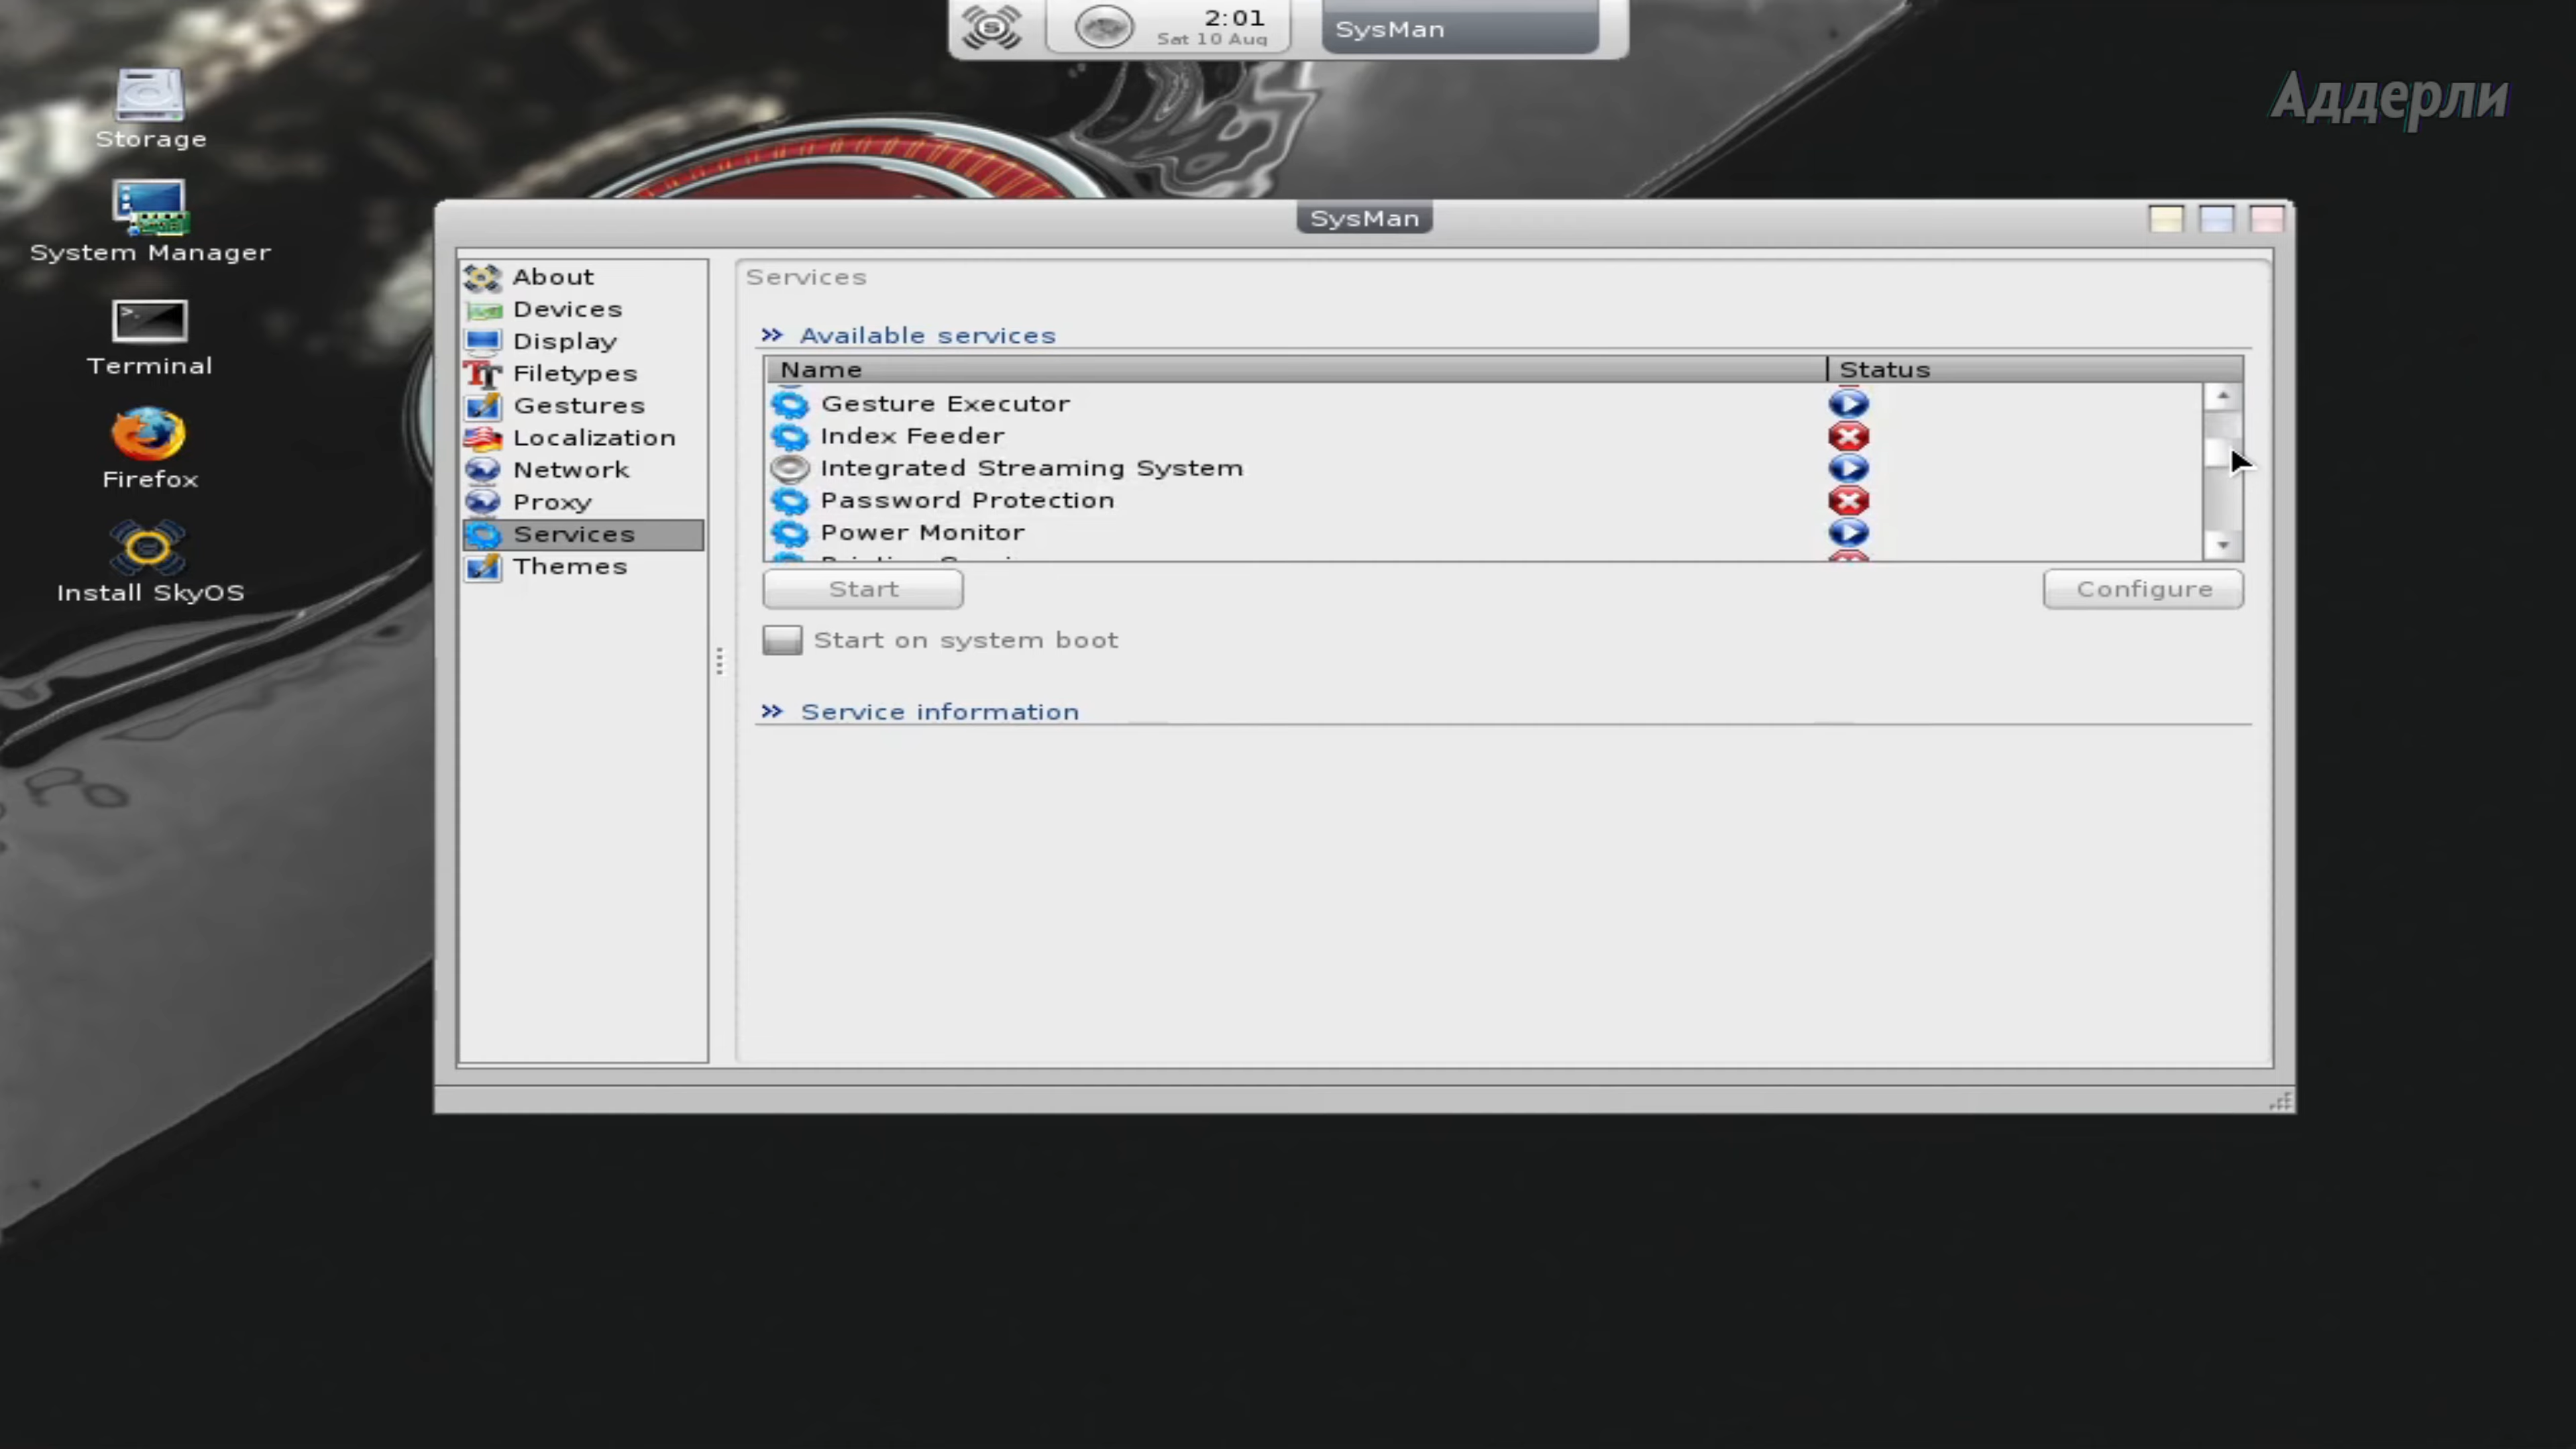 2:01
Sat 10 Aug
SysMan
Аддерли
Storage
System Manager
Terminal
Firefox
Install SkyOS
SysMan
About
Devices
Display
Filetypes
Gestures
Localization
Network
Proxy
Services
Themes
Services
» Available services
Name Status
Gesture Executor
Index Feeder
Integrated Streaming System
Password Protection
Power Monitor
Start Configure
Start on system boot
» Service information